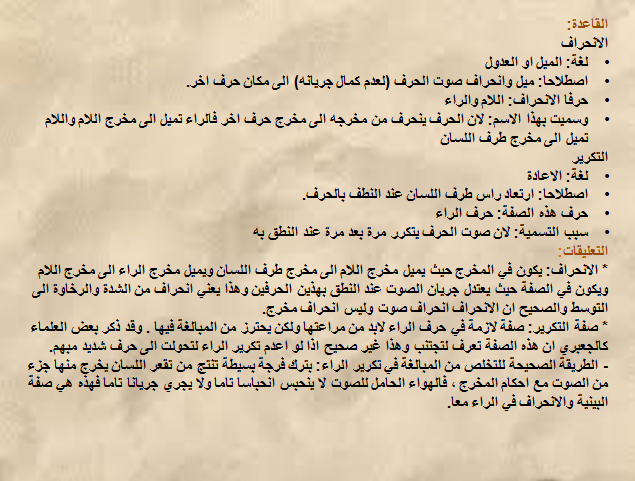 القاعدة:
الانحراف
• لغة: الميل او العدول
• اصطلاحا: ميل وانحراف صوت الحرف (لعدم كمال جريانه) الى مكان حرف اخر.
• حرفا الانحراف: اللام والراء
• وسميت بهذا الاسم: لان الحرف ينحرف من مخرجه الى مخرج حرف اخر فالراء تميل الى مخرج اللام واللام
تميل الى مخرج طرف اللسان
التكرير
• لغة: الاعادة
• اصطلاحا: ارتعاد راس طرف اللسان عند النطف بالحرف.
• حرف هذه الصفة: حرف الراء
• سبب التسمية: لان صوت الحرف يتكرر مرة بعد مرة عند النطق به
التعليقات:
* الانحراف: يكون في المخرج حيث يميل مخرج اللام الى مخرج طرف اللسان ويميل مخرج الراء الى مخرج اللام
ويكون في الصفة حيث يعتدل جريان الصوت عند النطق بهذين الحرفين وهذا يعني انحراف من الشدة والرخاوة الى
التوسط والصحيح ان الانحراف انحراف صوت وليس انحراف مخرج.
* صفة التكرير: صفة لازمة في حرف الراء لابد من مراعتها ولكن يحترز من المبالغة فيها . وقد ذكر بعض العلماء
كالجعبري ان هذه الصفة تعرف لتجتنب وهذا غير صحيح اذا لو اعدم تكرير الراء لتحولت الى حرف شديد مبهم.
- الطريقة الصحيحة للتخلص من المبالغة في تكرير الراء: بترك فرجة بسيطة تنتج من تقعر اللسان يخرج منها جزء
من الصوت مع احكام المخرج ، فالهواء الحامل للصوت لا ينحبس انحباسا تاما ولا يجري جريانا تاما فهذه هي صفة
البينية والانحراف في الراء معا.